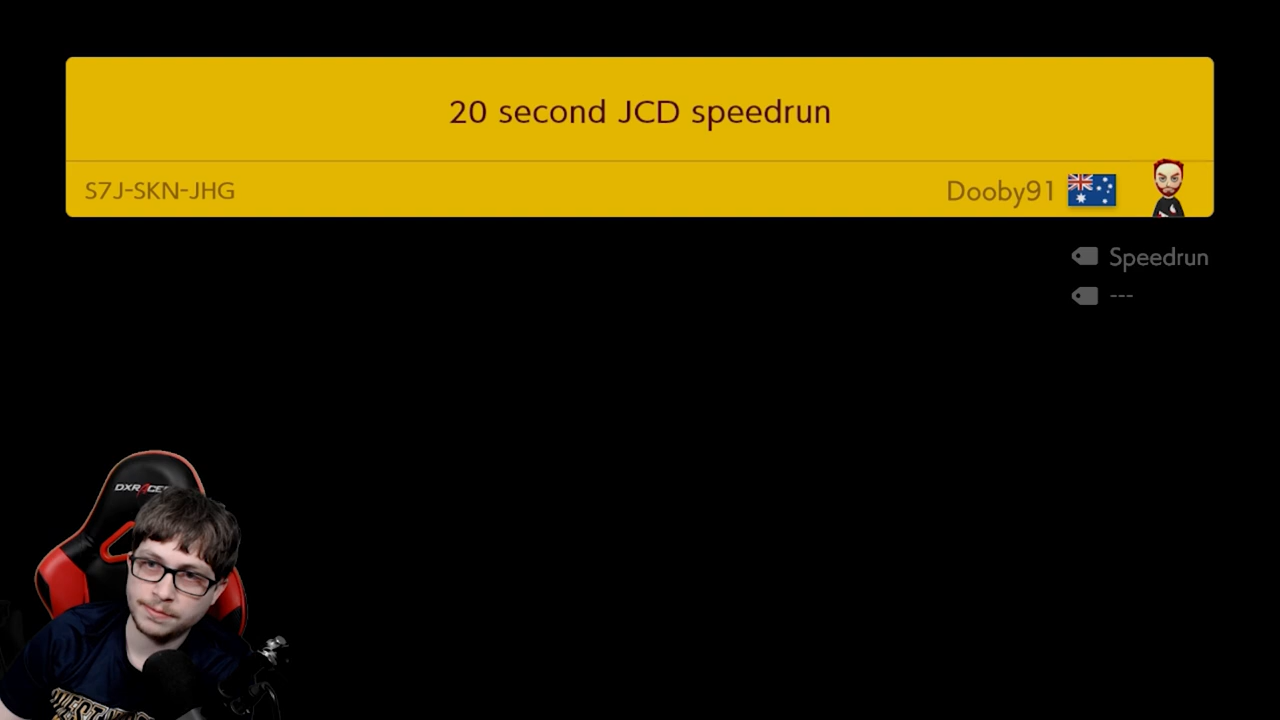 20 second JCD speedrun
S7J-SKN-JHG
Dooby91
Speedrun
---
DXRACER